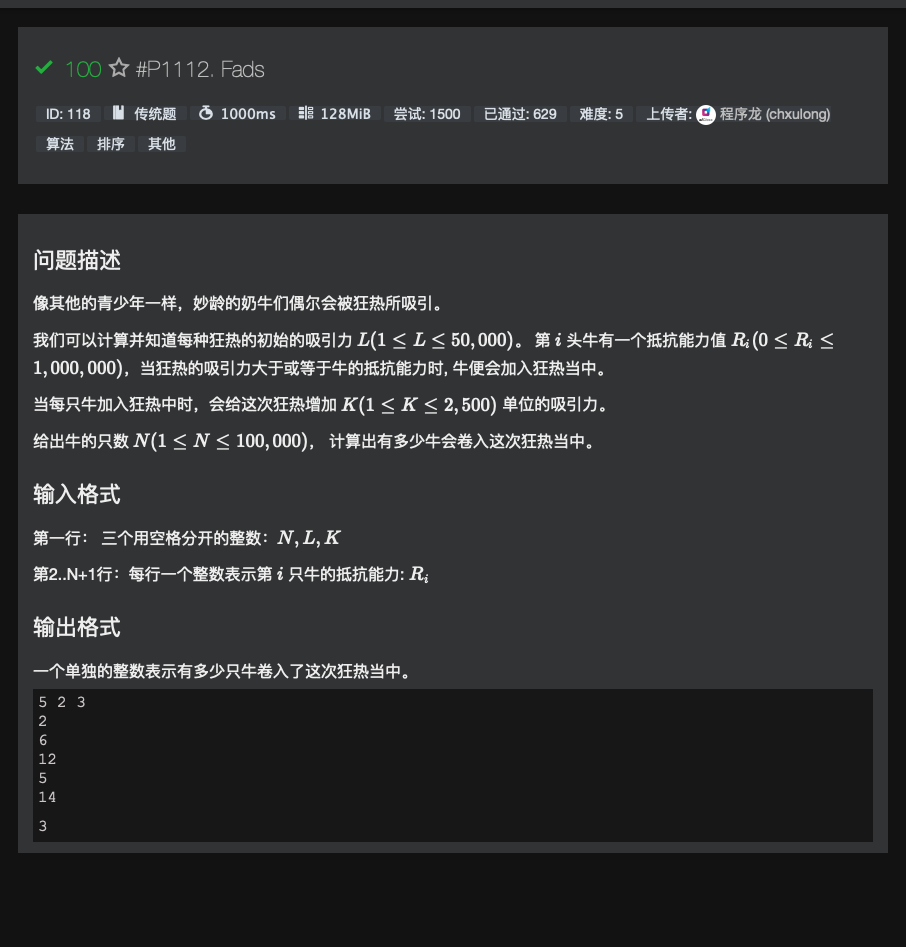 100 #P1112. Fads
ID: 118 传统题 1000ms 128MiB 尝试: 1500 已通过: 629 难度: 5 上传者: 程序龙 (chxulong)
算法 排序 其他
问题描述
像其他的青少年一样，妙龄的奶牛们偶尔会被狂热所吸引。
我们可以计算并知道每种狂热的初始的吸引力 L(1 ≤ L ≤ 50,000)。 第 i 头牛有一个抵抗能力值 Rᵢ(0 ≤ Rᵢ ≤
1,000,000)，当狂热的吸引力大于或等于牛的抵抗能力时, 牛便会加入狂热当中。
当每只牛加入狂热中时，会给这次狂热增加 K(1 ≤ K ≤ 2,500) 单位的吸引力。
给出牛的只数 N(1 ≤ N ≤ 100,000)， 计算出有多少牛会卷入这次狂热当中。
输入格式
第一行： 三个用空格分开的整数：N, L, K
第2..N+1行：每行一个整数表示第 i 只牛的抵抗能力: Rᵢ
输出格式
一个单独的整数表示有多少只牛卷入了这次狂热当中。
5 2 3
2
6
12
5
14
3